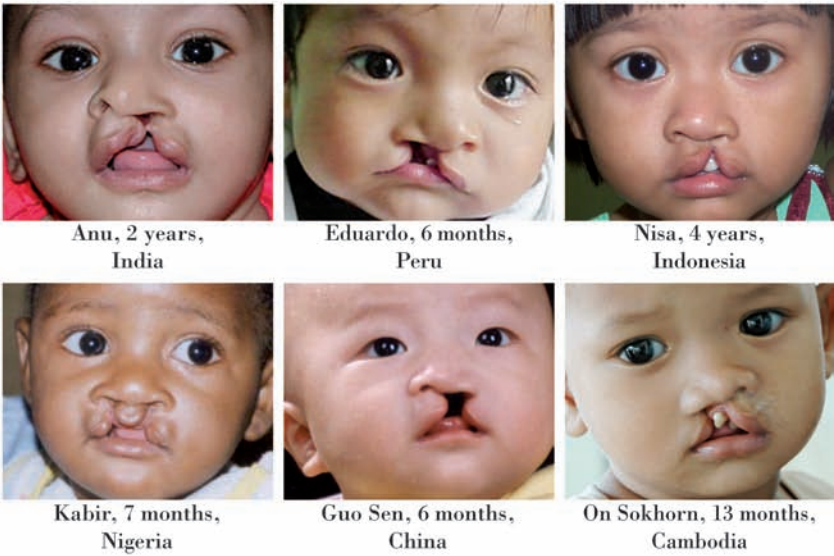 Anu, 2 years,
India
Eduardo, 6 months,
Peru
Nisa, 4 years,
Indonesia
Kabir, 7 months,
Nigeria
Guo Sen, 6 months,
China
On Sokhorn, 13 months,
Cambodia